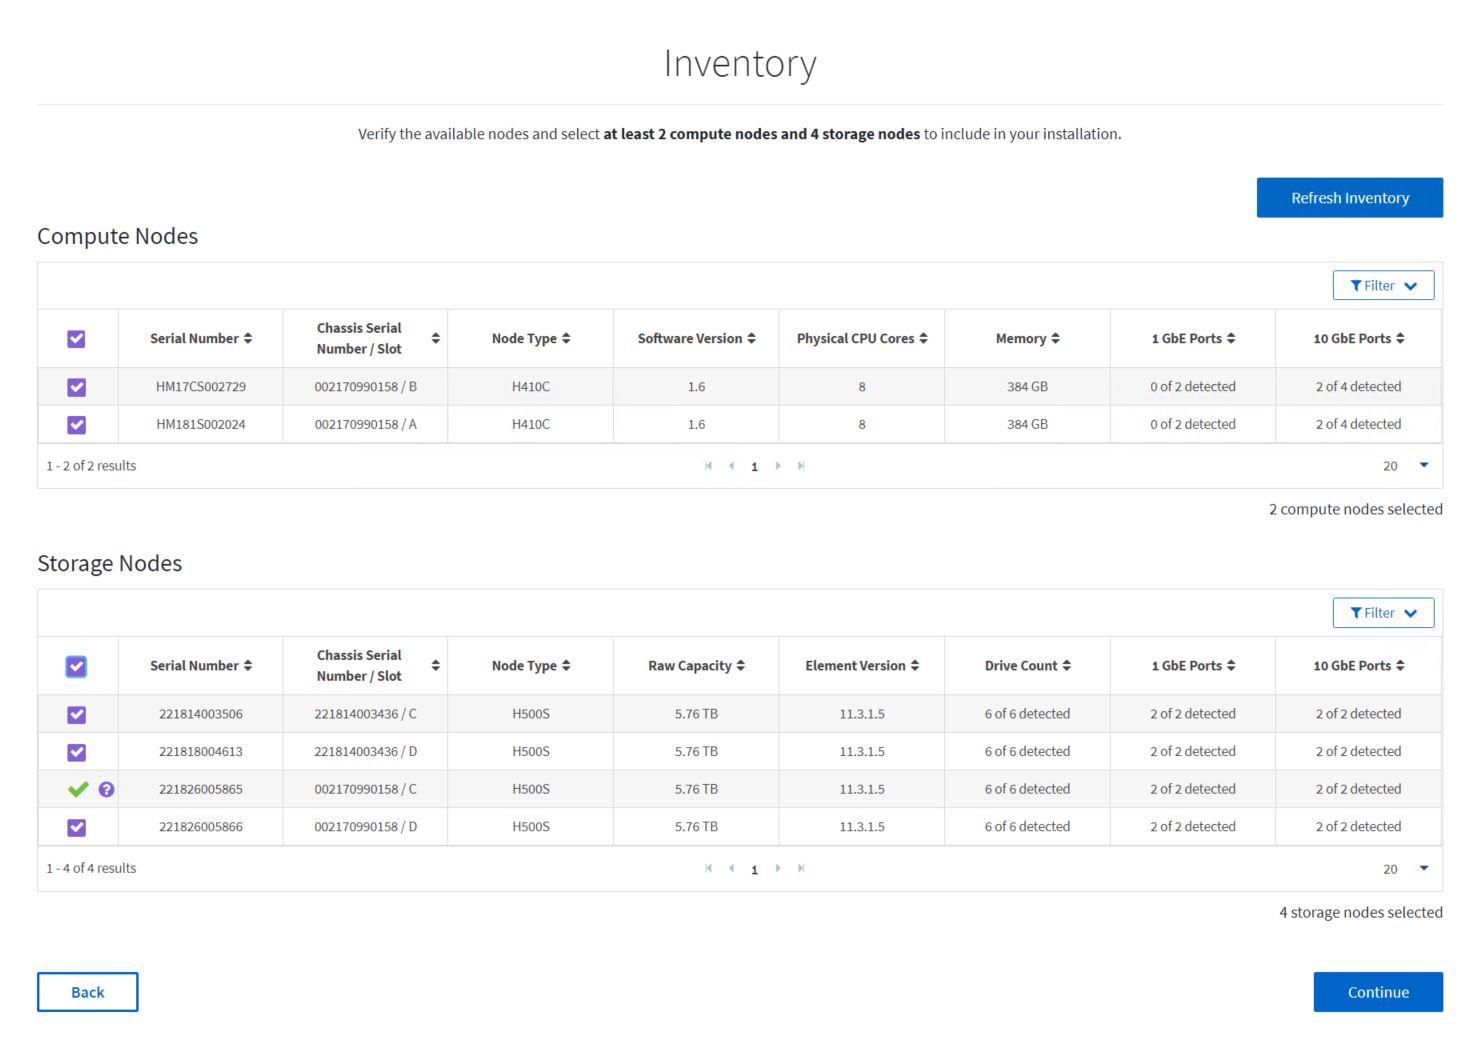 Inventory
Verify the available nodes and select at least 2 compute nodes and 4 storage nodes to include in your installation.
Refresh Inventory
Compute Nodes
Filter
Serial Number Chassis Serial Number / Slot Node Type Software Version Physical CPU Cores Memory 1 GbE Ports 10 GbE Ports
HM17CS002729 002170990158 / B H410C 1.6 8 384 GB 0 of 2 detected 2 of 4 detected
HM181S002024 002170990158 / A H410C 1.6 8 384 GB 0 of 2 detected 2 of 4 detected
1 - 2 of 2 results 1 20
2 compute nodes selected
Storage Nodes
Filter
Serial Number Chassis Serial Number / Slot Node Type Raw Capacity Element Version Drive Count 1 GbE Ports 10 GbE Ports
221814003506 221814003436 / C H500S 5.76 TB 11.3.1.5 6 of 6 detected 2 of 2 detected 2 of 2 detected
221818004613 221814003436 / D H500S 5.76 TB 11.3.1.5 6 of 6 detected 2 of 2 detected 2 of 2 detected
? 221826005865 002170990158 / C H500S 5.76 TB 11.3.1.5 6 of 6 detected 2 of 2 detected 2 of 2 detected
221826005866 002170990158 / D H500S 5.76 TB 11.3.1.5 6 of 6 detected 2 of 2 detected 2 of 2 detected
1 - 4 of 4 results 1 20
4 storage nodes selected
Back Continue